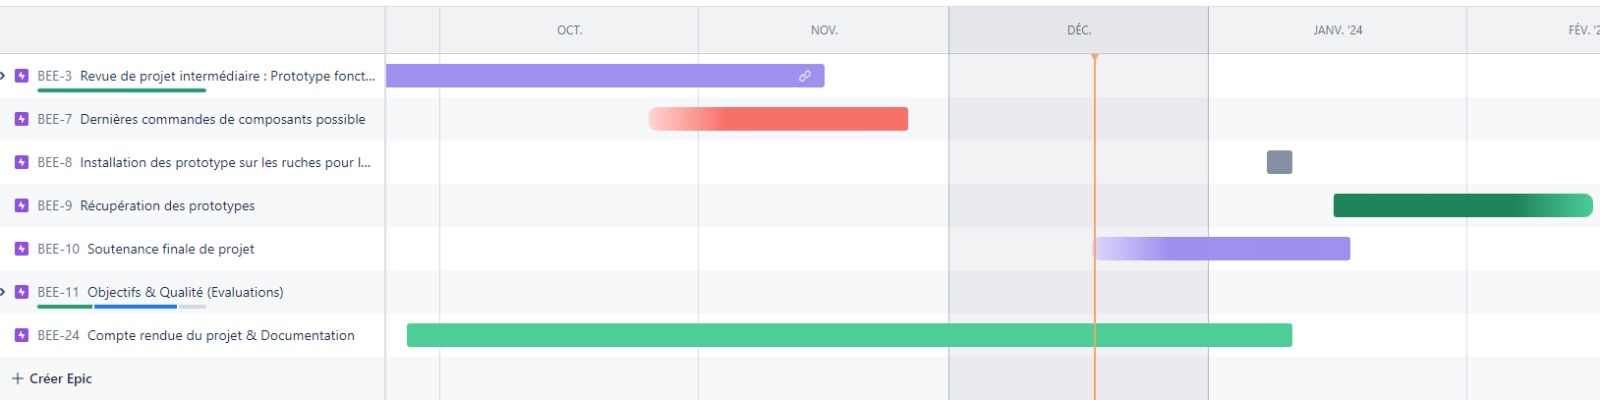 OCT. NOV. DÉC. JANV. '24 FÉV. '2
BEE-3 Revue de projet intermédiaire : Prototype fonct...
BEE-7 Dernières commandes de composants possible
BEE-8 Installation des prototype sur les ruches pour l...
BEE-9 Récupération des prototypes
BEE-10 Soutenance finale de projet
BEE-11 Objectifs & Qualité (Evaluations)
BEE-24 Compte rendue du projet & Documentation
+ Créer Epic